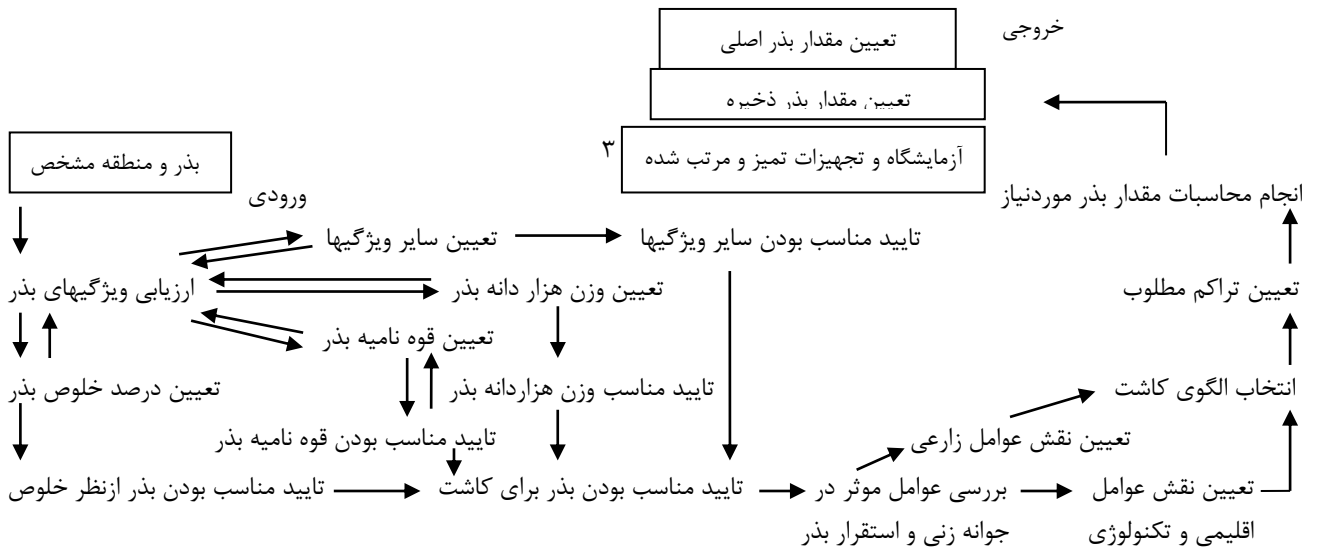 خروجی
تعیین مقدار بذر اصلی
تعیین مقدار بذر ذخیره
آزمایشگاه و تجهیزات تمیز و مرتب شده
۳
بذر و منطقه مشخص
ورودی
انجام محاسبات مقدار بذر موردنیاز
تایید مناسب بودن سایر ویژگیها
تعیین سایر ویژگیها
تعیین تراکم مطلوب
تعیین وزن هزار دانه بذر
ارزیابی ویژگیهای بذر
تعیین قوه نامیه بذر
انتخاب الگوی کاشت
تایید مناسب وزن هزاردانه بذر
تعیین درصد خلوص بذر
تعیین نقش عوامل زارعی
تایید مناسب بودن قوه نامیه بذر
تعیین نقش عوامل
اقلیمی و تکنولوژی
بررسی عوامل موثر در
جوانه زنی و استقرار بذر
تایید مناسب بودن بذر برای کاشت
تایید مناسب بودن بذر ازنظر خلوص